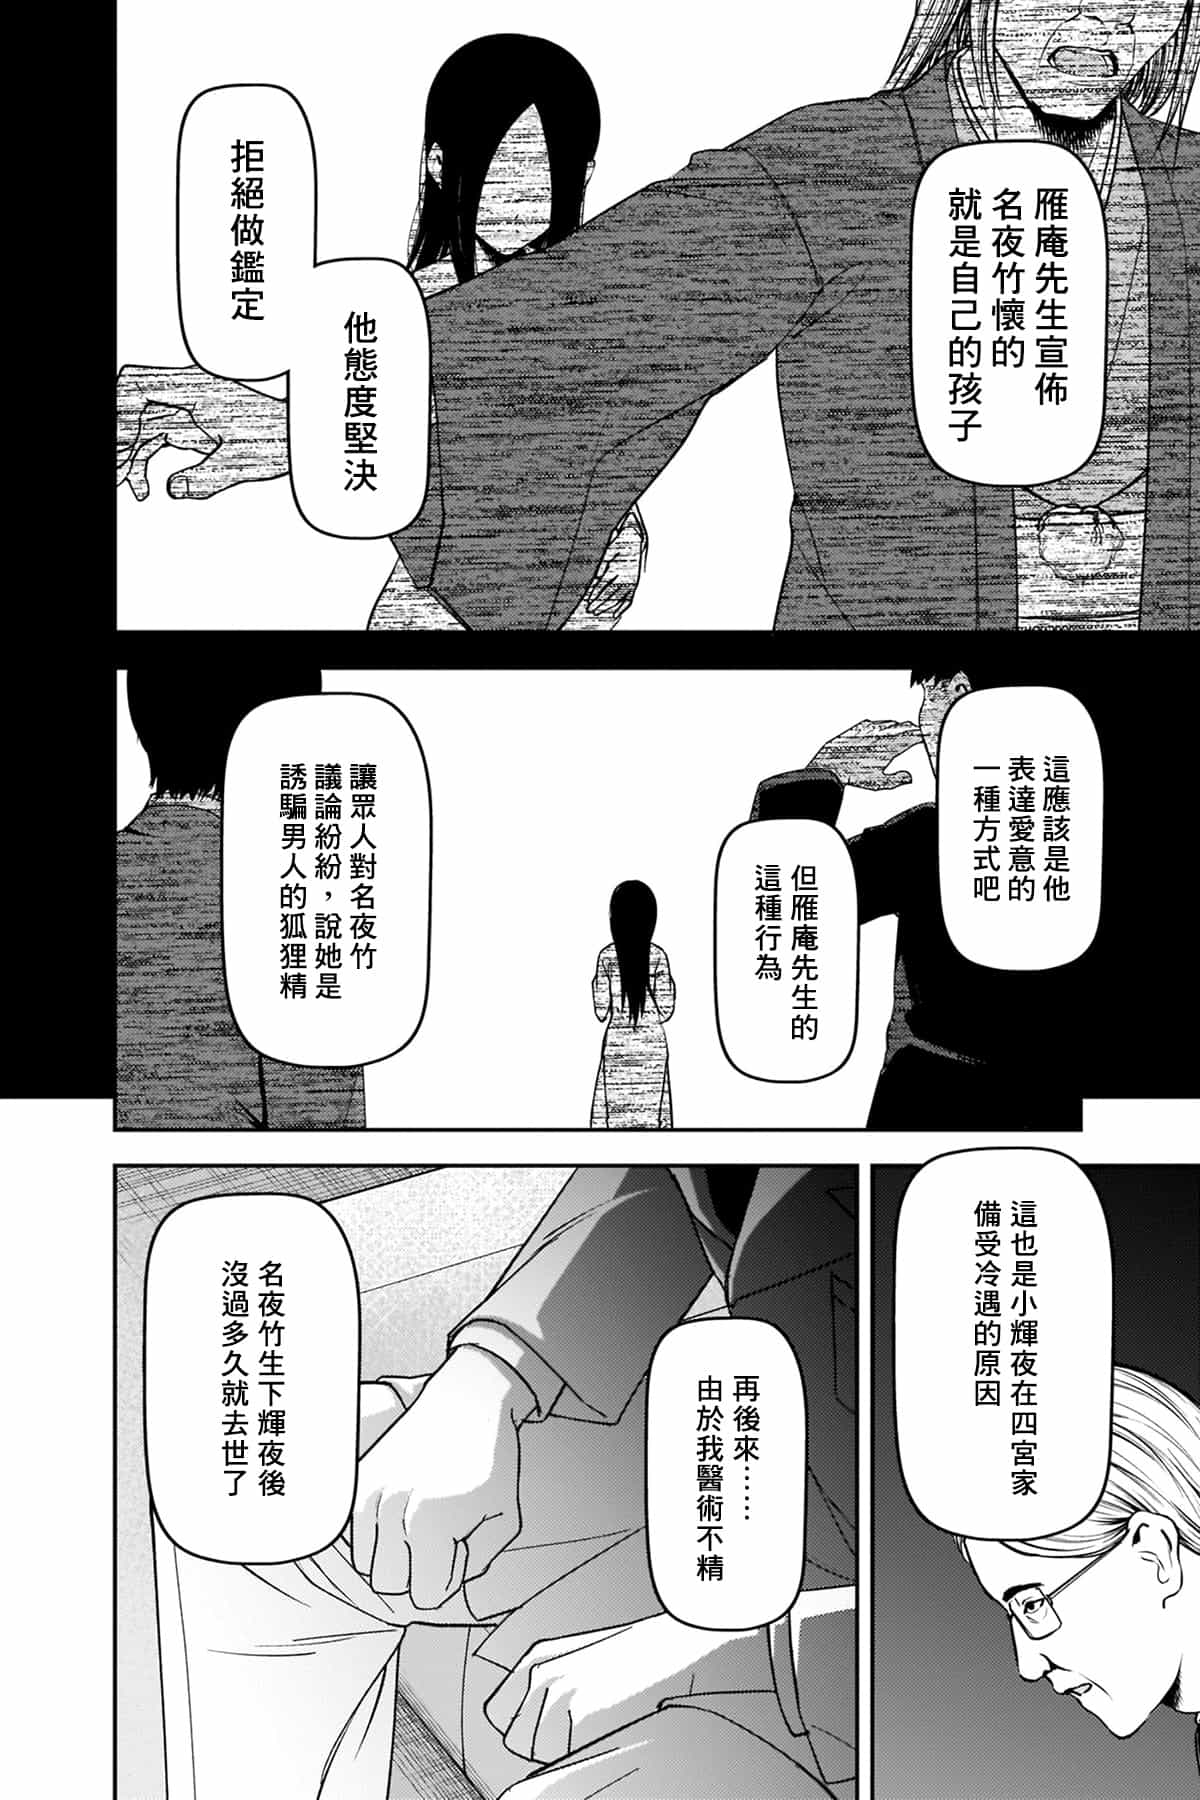 雁庵先生宣佈
名夜竹懷的
就是自己的孩子
他態度堅決
拒絕做鑑定
這應該是他
表達愛意的
一種方式吧
但雁庵先生的
這種行為
讓眾人對名夜竹
議論紛紛，說她是
誘騙男人的狐狸精
這也是小輝夜在四宮家
備受冷遇的原因
再後來……
由於我醫術不精
名夜竹生下輝夜後
沒過多久就去世了